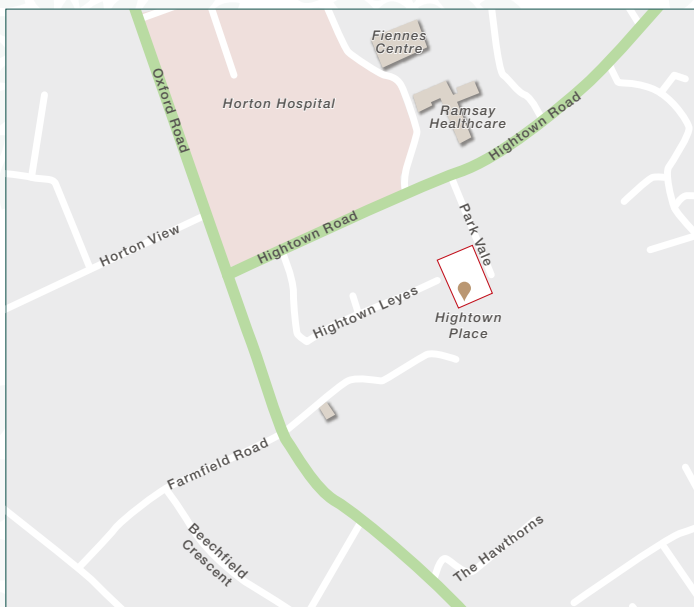 Fiennes
Centre
Oxford Road
Horton Hospital
Ramsay
Healthcare
Hightown Road
Park Vale
Hightown Road
Horton View
Hightown Leyes
Hightown
Place
Farmfield Road
Beechfield
Crescent
The Hawthorns